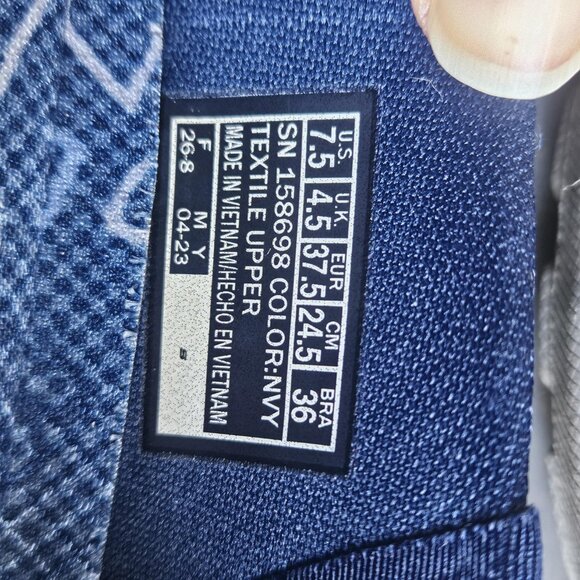 U.S. U.K. EUR CM BRA
7.5 4.5 37.5 24.5 36
SN 158698 COLOR:NVY
TEXTILE UPPER
MADE IN VIETNAM/HECHO EN VIETNAM
F M Y
26-8 04-23
s